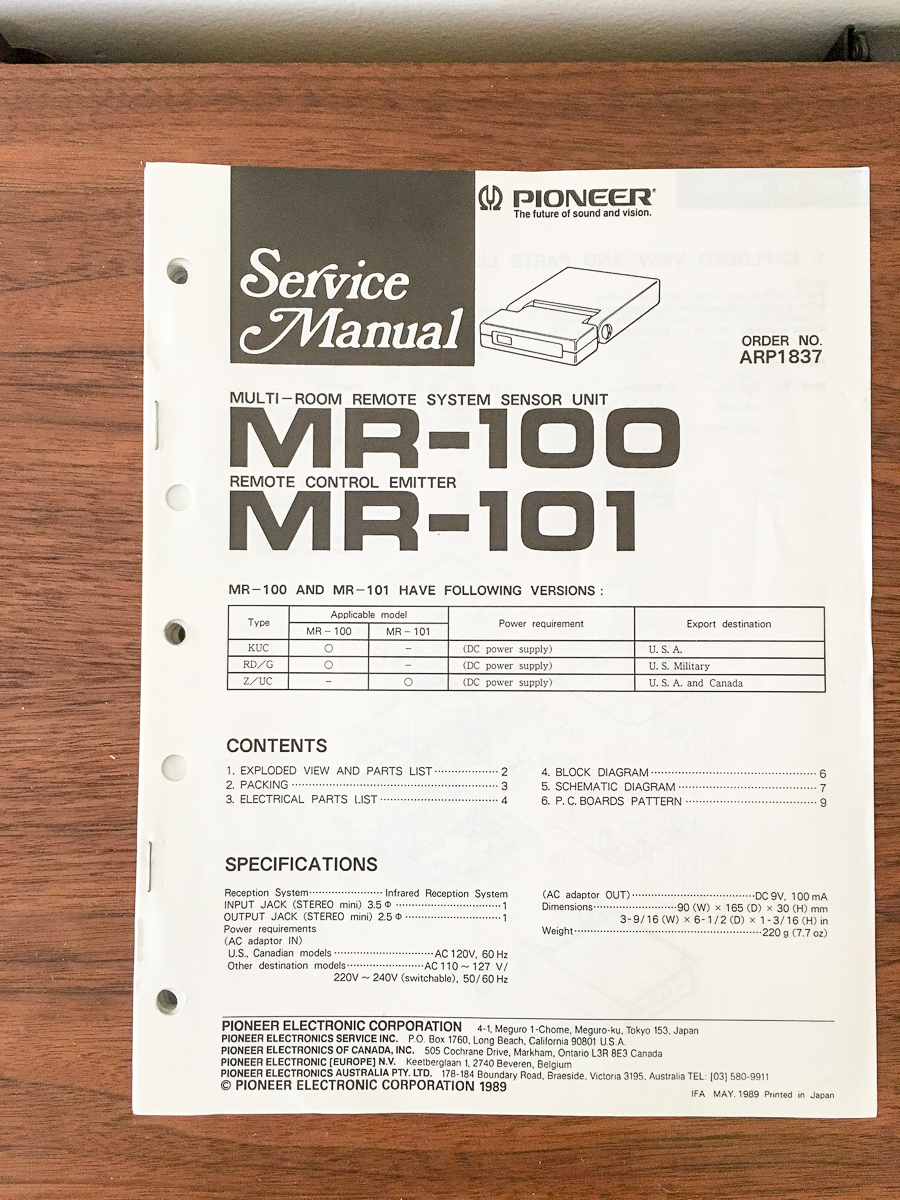 Service
Manual
PIONEER®
The future of sound and vision.
ORDER NO.
ARP1837
MULTI-ROOM REMOTE SYSTEM SENSOR UNIT
MR-100
REMOTE CONTROL EMITTER
MR-101
MR-100 AND MR-101 HAVE FOLLOWING VERSIONS :
Type Applicable model Power requirement Export destination
MR-100 MR-101
KUC ○ − (DC power supply) U. S. A.
RD/G ○ − (DC power supply) U. S. Military
Z/UC − ○ (DC power supply) U. S. A. and Canada
CONTENTS
1. EXPLODED VIEW AND PARTS LIST ··················· 2
2. PACKING ··················· 3
3. ELECTRICAL PARTS LIST ··················· 4
4. BLOCK DIAGRAM ··················· 6
5. SCHEMATIC DIAGRAM ··················· 7
6. P. C. BOARDS PATTERN ··················· 9
SPECIFICATIONS
Reception System ··················· Infrared Reception System
INPUT JACK (STEREO mini) 3.5 Φ ··················· 1
OUTPUT JACK (STEREO mini) 2.5 Φ ··················· 1
Power requirements
(AC adaptor IN)
U.S., Canadian models ··················· AC 120V, 60 Hz
Other destination models ··················· AC 110 ~ 127 V/
220V ~ 240V (switchable), 50/60 Hz
(AC adaptor OUT) ··················· DC 9V, 100 mA
Dimensions ··················· 90 (W) × 165 (D) × 30 (H) mm
3-9/16 (W) × 6-1/2 (D) × 1-3/16 (H) in
Weight ··················· 220 g (7.7 oz)
PIONEER ELECTRONIC CORPORATION 4-1, Meguro 1-Chome, Meguro-ku, Tokyo 153, Japan
PIONEER ELECTRONICS SERVICE INC. P.O. Box 1760, Long Beach, California 90801 U.S.A.
PIONEER ELECTRONICS OF CANADA, INC. 505 Cochrane Drive, Markham, Ontario L3R 8E3 Canada
PIONEER ELECTRONIC [EUROPE] N.V. Keetberglaan 1, 2740 Beveren, Belgium
PIONEER ELECTRONICS AUSTRALIA PTY. LTD. 178-184 Boundary Road, Braeside, Victoria 3195, Australia TEL: [03] 580-9911
© PIONEER ELECTRONIC CORPORATION 1989
IFA MAY. 1989 Printed in Japan